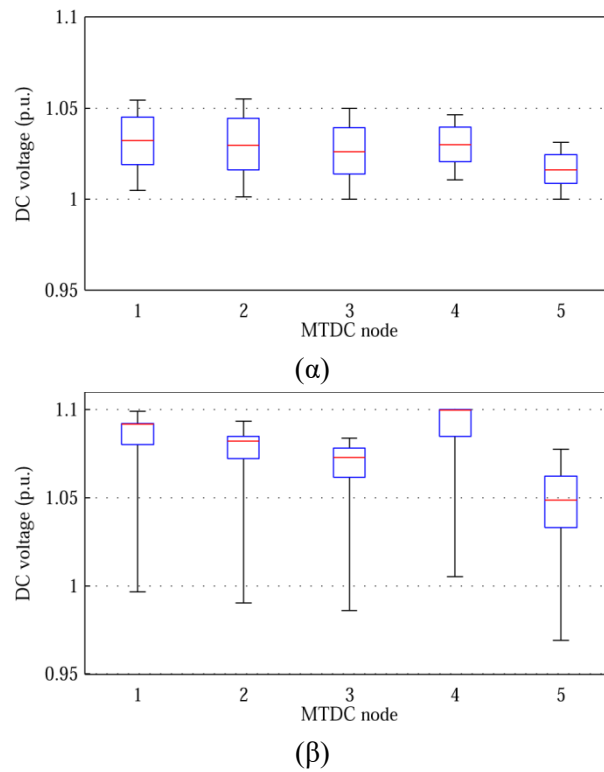 1.1
1.05
1
0.95
DC voltage (p.u.)
1 2 3 4 5
MTDC node
(α)
1.1
1.05
1
0.95
DC voltage (p.u.)
1 2 3 4 5
MTDC node
(β)